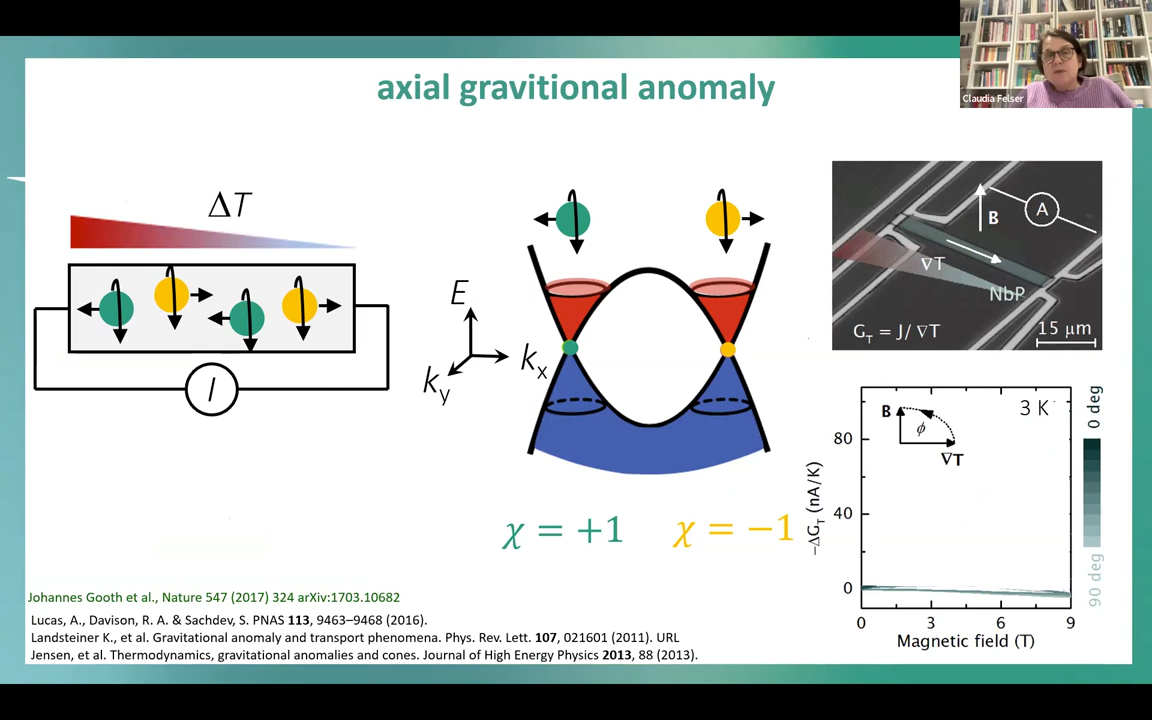 axial gravitional anomaly
Claudia Felser
ΔT
I
E
k_x
k_y
χ = +1
χ = −1
B
A
∇T
NbP
G_T = J/ ∇T
15 μm
3 K
B
ϕ
∇T
0 deg
90 deg
−ΔG_T (nA/K)
80
40
0
0 3 6 9
Magnetic field (T)
Johannes Gooth et al., Nature 547 (2017) 324 arXiv:1703.10682
Lucas, A., Davison, R. A. & Sachdev, S. PNAS 113, 9463–9468 (2016).
Landsteiner K., et al. Gravitational anomaly and transport phenomena. Phys. Rev. Lett. 107, 021601 (2011). URL
Jensen, et al. Thermodynamics, gravitational anomalies and cones. Journal of High Energy Physics 2013, 88 (2013).